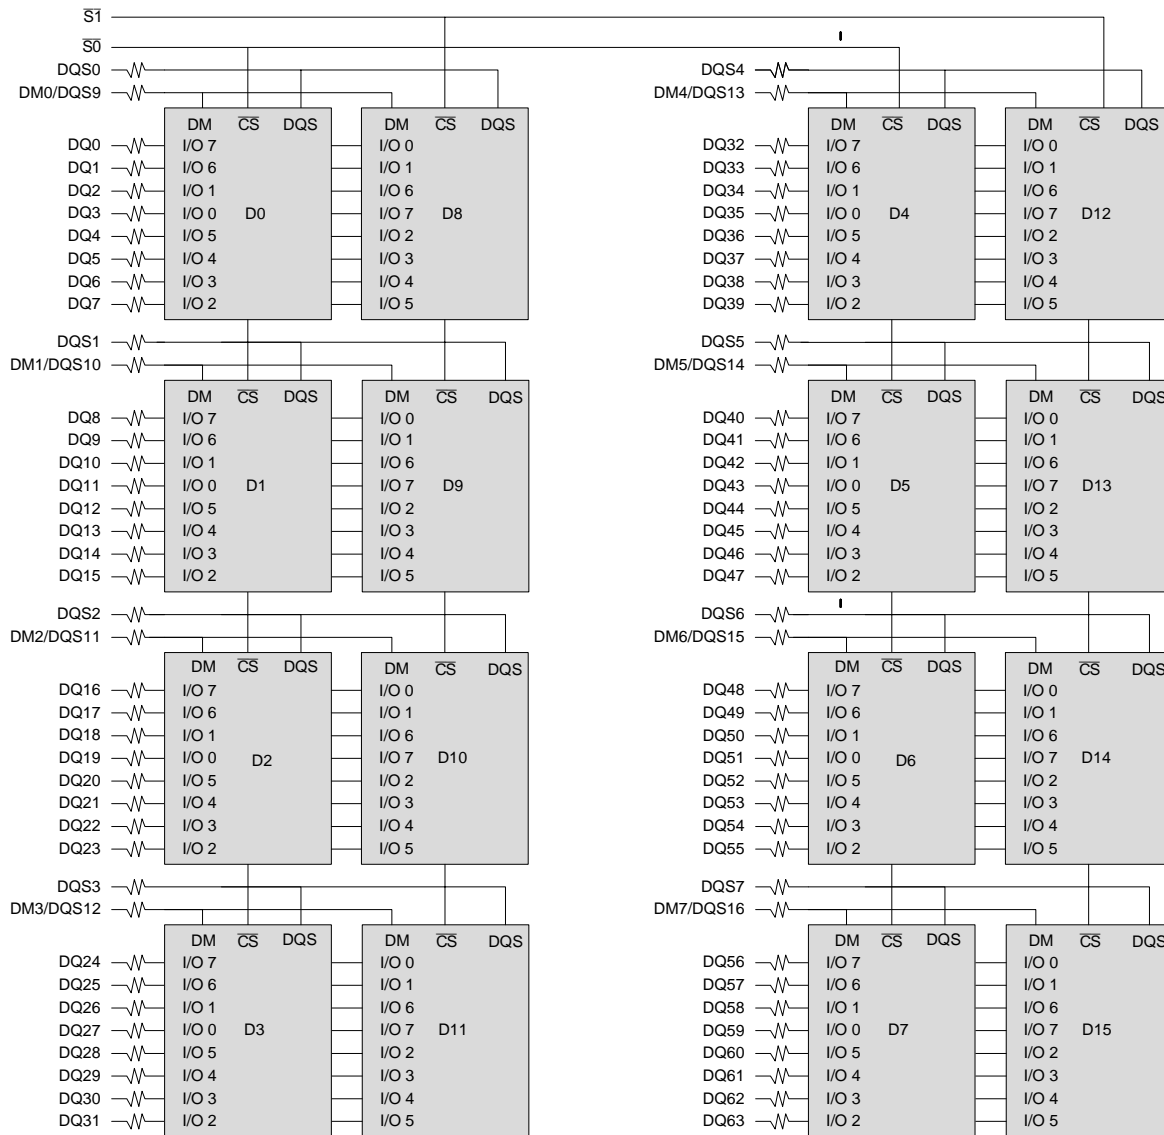 S1
S0
DQS0 DQS4
DM0/DQS9 DM4/DQS13
DM CS DQS DM CS DQS DM CS DQS DM CS DQS
DQ0 I/O 7 I/O 0 DQ32 I/O 7 I/O 0
DQ1 I/O 6 I/O 1 DQ33 I/O 6 I/O 1
DQ2 I/O 1 I/O 6 DQ34 I/O 1 I/O 6
DQ3 I/O 0 D0 I/O 7 D8 DQ35 I/O 0 D4 I/O 7 D12
DQ4 I/O 5 I/O 2 DQ36 I/O 5 I/O 2
DQ5 I/O 4 I/O 3 DQ37 I/O 4 I/O 3
DQ6 I/O 3 I/O 4 DQ38 I/O 3 I/O 4
DQ7 I/O 2 I/O 5 DQ39 I/O 2 I/O 5
DQS1 DQS5
DM1/DQS10 DM5/DQS14
DM CS DQS DM CS DQS DM CS DQS DM CS DQS
DQ8 I/O 7 I/O 0 DQ40 I/O 7 I/O 0
DQ9 I/O 6 I/O 1 DQ41 I/O 6 I/O 1
DQ10 I/O 1 I/O 6 DQ42 I/O 1 I/O 6
DQ11 I/O 0 D1 I/O 7 D9 DQ43 I/O 0 D5 I/O 7 D13
DQ12 I/O 5 I/O 2 DQ44 I/O 5 I/O 2
DQ13 I/O 4 I/O 3 DQ45 I/O 4 I/O 3
DQ14 I/O 3 I/O 4 DQ46 I/O 3 I/O 4
DQ15 I/O 2 I/O 5 DQ47 I/O 2 I/O 5
DQS2 DQS6
DM2/DQS11 DM6/DQS15
DM CS DQS DM CS DQS DM CS DQS DM CS DQS
DQ16 I/O 7 I/O 0 DQ48 I/O 7 I/O 0
DQ17 I/O 6 I/O 1 DQ49 I/O 6 I/O 1
DQ18 I/O 1 I/O 6 DQ50 I/O 1 I/O 6
DQ19 I/O 0 D2 I/O 7 D10 DQ51 I/O 0 D6 I/O 7 D14
DQ20 I/O 5 I/O 2 DQ52 I/O 5 I/O 2
DQ21 I/O 4 I/O 3 DQ53 I/O 4 I/O 3
DQ22 I/O 3 I/O 4 DQ54 I/O 3 I/O 4
DQ23 I/O 2 I/O 5 DQ55 I/O 2 I/O 5
DQS3 DQS7
DM3/DQS12 DM7/DQS16
DM CS DQS DM CS DQS DM CS DQS DM CS DQS
DQ24 I/O 7 I/O 0 DQ56 I/O 7 I/O 0
DQ25 I/O 6 I/O 1 DQ57 I/O 6 I/O 1
DQ26 I/O 1 I/O 6 DQ58 I/O 1 I/O 6
DQ27 I/O 0 D3 I/O 7 D11 DQ59 I/O 0 D7 I/O 7 D15
DQ28 I/O 5 I/O 2 DQ60 I/O 5 I/O 2
DQ29 I/O 4 I/O 3 DQ61 I/O 4 I/O 3
DQ30 I/O 3 I/O 4 DQ62 I/O 3 I/O 4
DQ31 I/O 2 I/O 5 DQ63 I/O 2 I/O 5